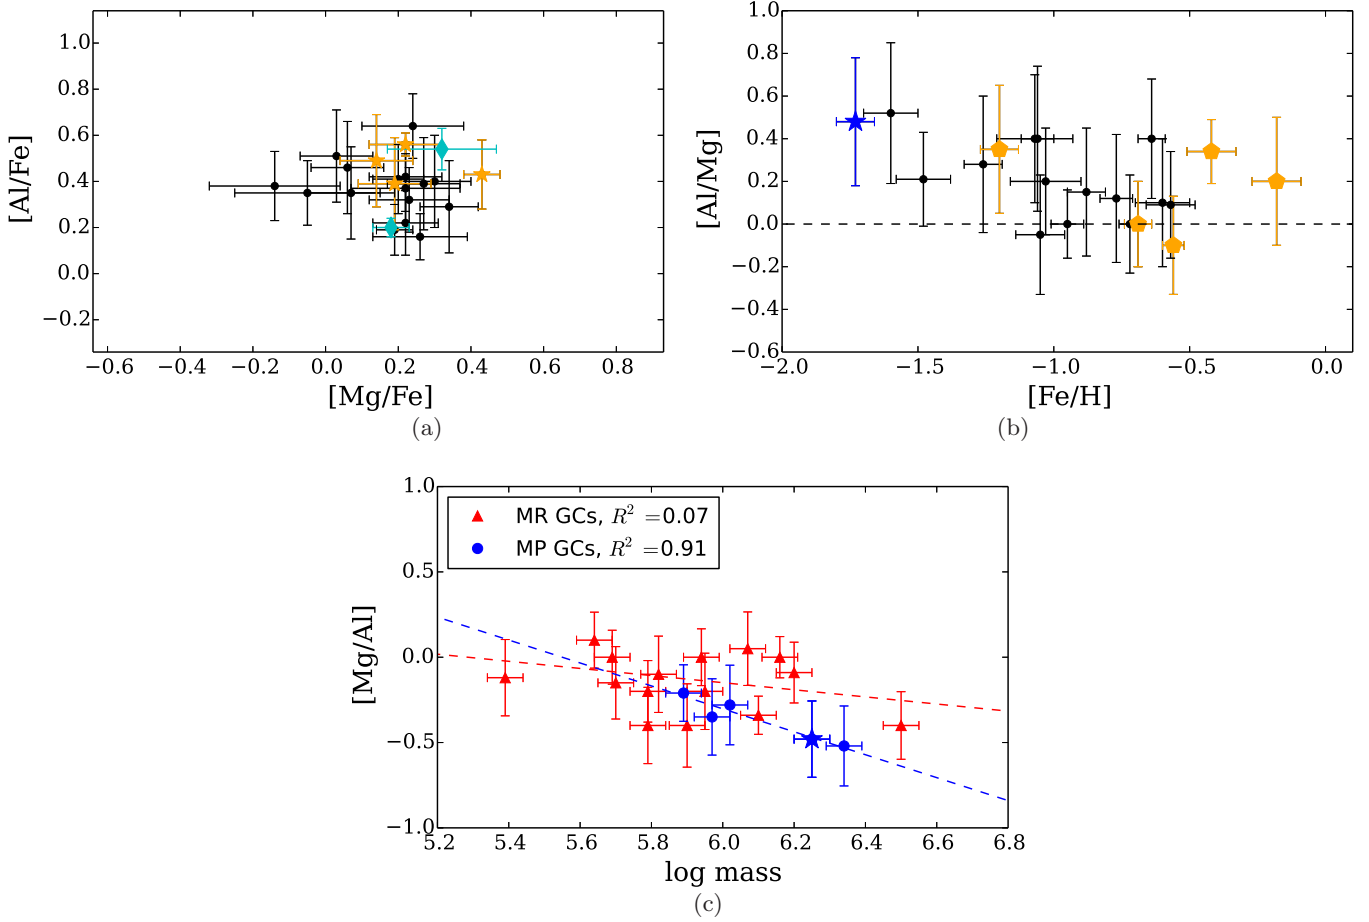 1.0
0.8
0.6
0.4
0.2
0.0
−0.2
[Al/Fe]
−0.6 −0.4 −0.2 0.0 0.2 0.4 0.6 0.8
[Mg/Fe]
(a)
1.0
0.8
0.6
0.4
0.2
0.0
−0.2
−0.4
−0.6
[Al/Mg]
−2.0 −1.5 −1.0 −0.5 0.0
[Fe/H]
(b)
1.0
0.5
0.0
−0.5
−1.0
[Mg/Al]
MR GCs, R² =0.07
MP GCs, R² =0.91
5.2 5.4 5.6 5.8 6.0 6.2 6.4 6.6 6.8
log mass
(c)